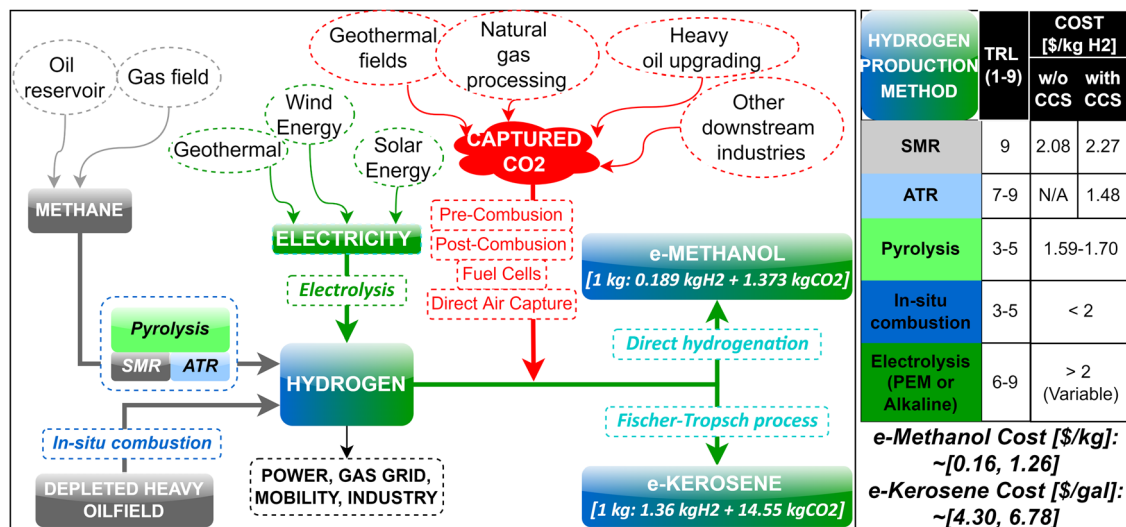 Oil
reservoir
Gas field
METHANE
Geothermal
Wind
Energy
Solar
Energy
ELECTRICITY
Electrolysis
Geothermal
fields
Natural
gas
processing
Heavy
oil upgrading
Other
downstream
industries
CAPTURED
CO2
Pre-Combusion
Post-Combusion
Fuel Cells
Direct Air Capture
Pyrolysis
SMR
ATR
HYDROGEN
In-situ combustion
DEPLETED HEAVY
OILFIELD
POWER, GAS GRID,
MOBILITY, INDUSTRY
e-METHANOL
[1 kg: 0.189 kgH2 + 1.373 kgCO2]
Direct hydrogenation
Fischer-Tropsch process
e-KEROSENE
[1 kg: 1.36 kgH2 + 14.55 kgCO2]
HYDROGEN
PRODUCTION
METHOD
TRL
(1-9)
COST
[$/kg H2]
w/o
CCS
with
CCS
SMR 9 2.08 2.27
ATR 7-9 N/A 1.48
Pyrolysis 3-5 1.59-1.70
In-situ
combustion
3-5 < 2
Electrolysis
(PEM or
Alkaline)
6-9
> 2
(Variable)
e-Methanol Cost [$/kg]:
~[0.16, 1.26]
e-Kerosene Cost [$/gal]:
~[4.30, 6.78]